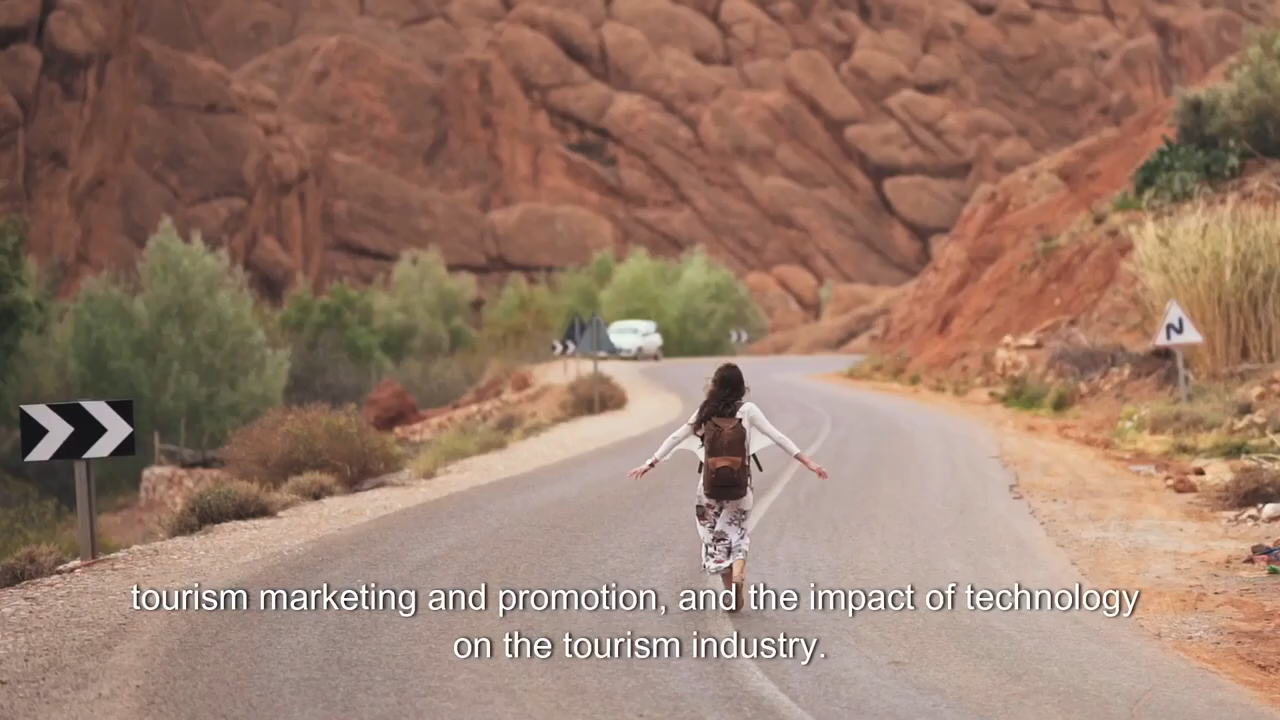 tourism marketing and promotion, and the impact of technology
on the tourism industry.